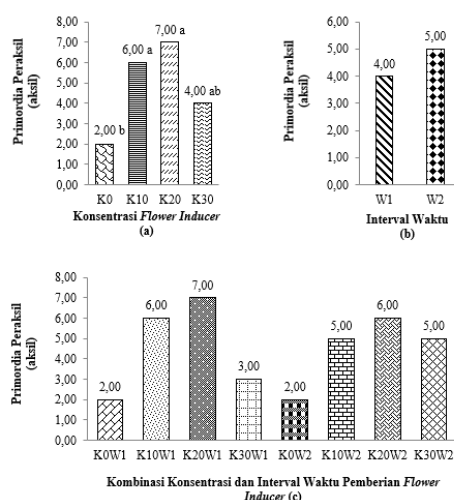 Primordia Peraksil
(aksil)
8,00
7,00
6,00
5,00
4,00
3,00
2,00
1,00
0,00
2,00 b
6,00 a
7,00 a
4,00 ab
K0 K10 K20 K30
Konsentrasi Flower Inducer
(a)
Primordia Peraksil
(aksil)
6,00
5,00
4,00
3,00
2,00
1,00
0,00
4,00
5,00
W1 W2
Interval Waktu
(b)
Primordia Peraksil
(aksil)
8,00
7,00
6,00
5,00
4,00
3,00
2,00
1,00
0,00
2,00
6,00
7,00
3,00
2,00
5,00
6,00
5,00
K0W1 K10W1 K20W1 K30W1 K0W2 K10W2 K20W2 K30W2
Kombinasi Konsentrasi dan Interval Waktu Pemberian Flower
Inducer (c)